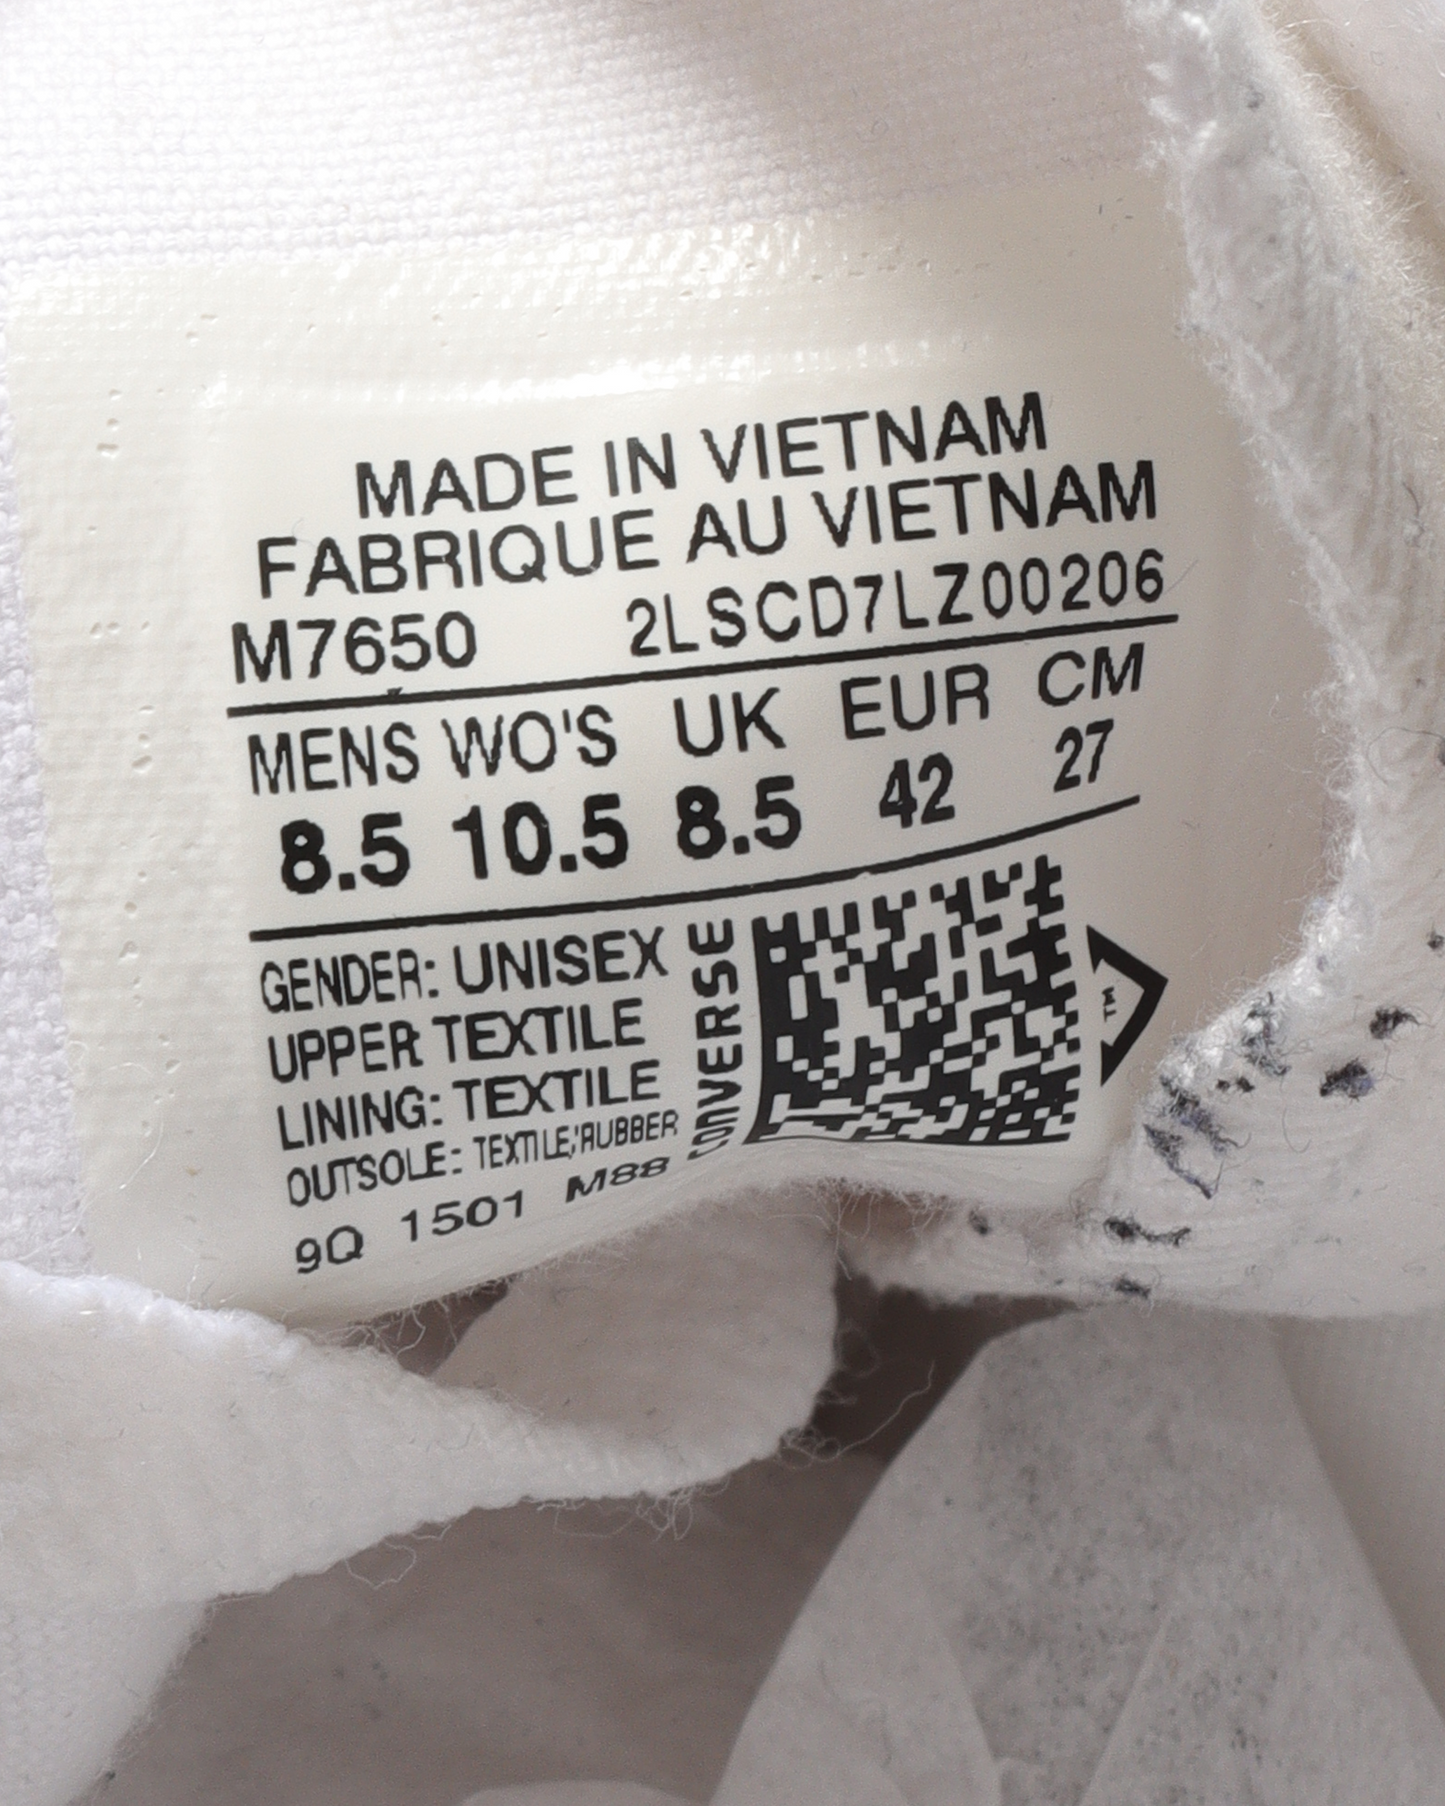 MADE IN VIETNAM
FABRIQUE AU VIETNAM
M7650 2LSCD7LZ00206
MENS WO'S UK EUR CM
8.5 10.5 8.5 42 27
GENDER: UNISEX
UPPER TEXTILE
LINING: TEXTILE
OUTSOLE: TEXTILE/RUBBER
9Q 1501 M88
CONVERSE
TM